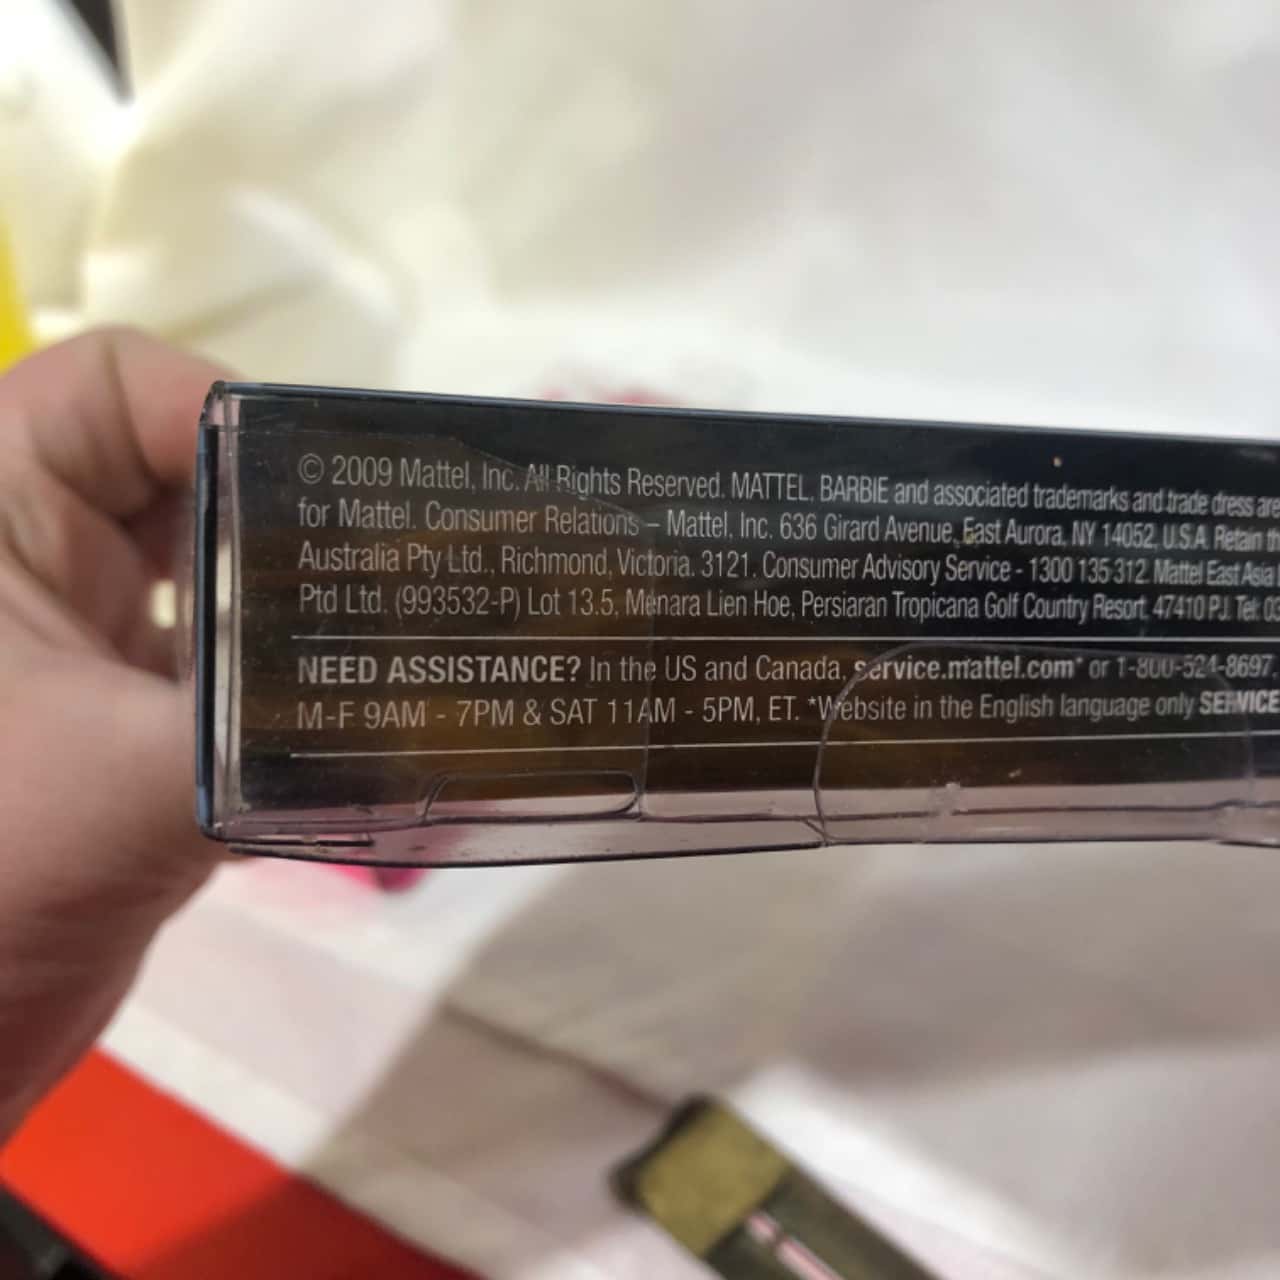 © 2009 Mattel, Inc. All Rights Reserved. MATTEL, BARBIE and associated trademarks and trade dress are
for Mattel. Consumer Relations – Mattel, Inc. 636 Girard Avenue, East Aurora, NY 14052, U.S.A. Retain
Australia Pty Ltd., Richmond, Victoria. 3121. Consumer Advisory Service - 1300 135 312. Mattel East Asia
Ptd Ltd. (993532-P) Lot 13.5, Menara Lien Hoe, Persiaran Tropicana Golf Country Resort, 47410 PJ. Tel:
NEED ASSISTANCE? In the US and Canada, service.mattel.com* or 1-800-524-8697,
M-F 9AM - 7PM & SAT 11AM - 5PM, ET. *Website in the English language only SERVICE